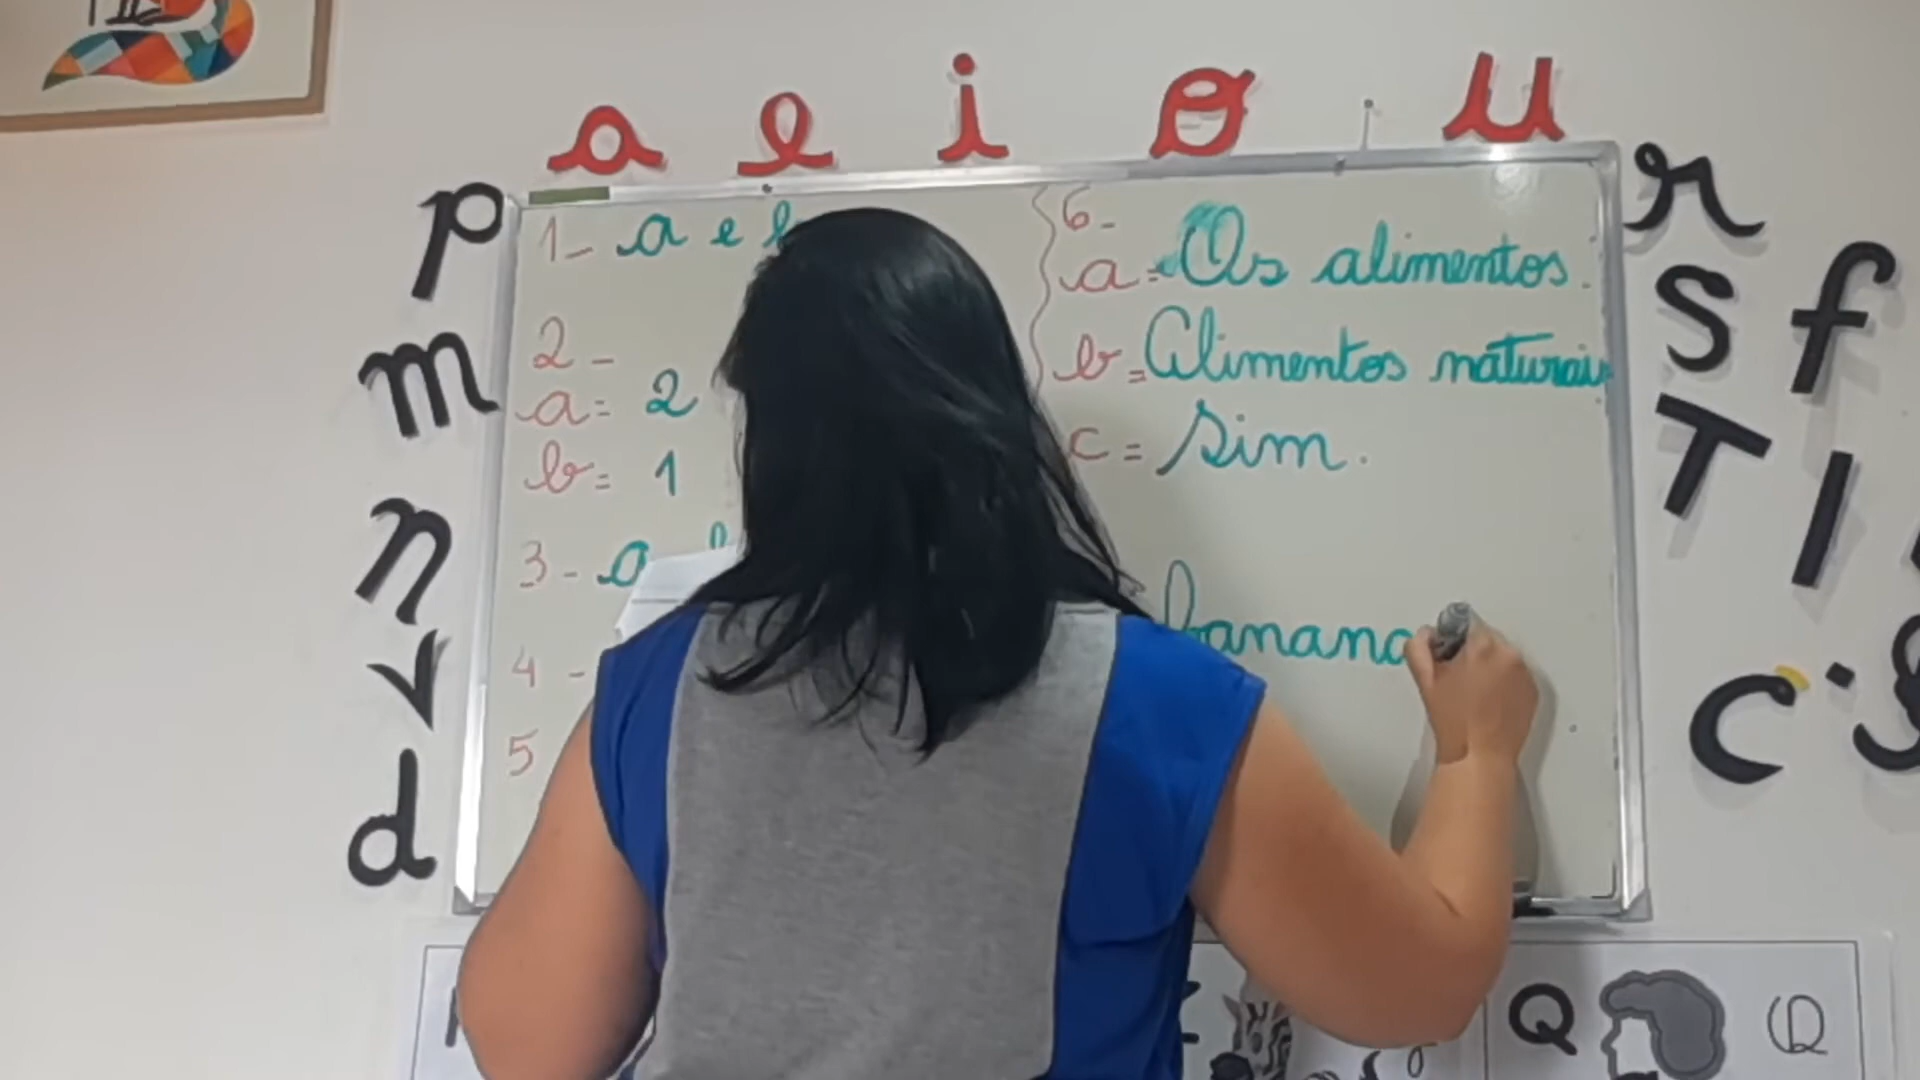 a e i o u
p
m
n
v
d
1- a e b
2-
a= 2
b= 1
3- a
4-
5
6-
a= Os alimentos.
b= Alimentos naturais
c= Sim.
banana
r
s f
T l
c
Q Q